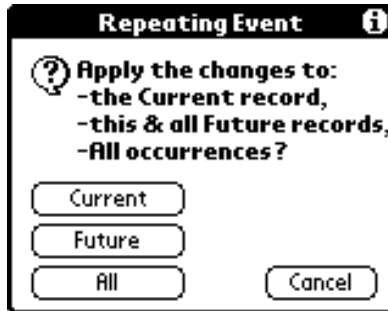 Repeating Event
Apply the changes to:
-the Current record,
-this & all Future records,
-All occurrences?
Current
Future
All
Cancel